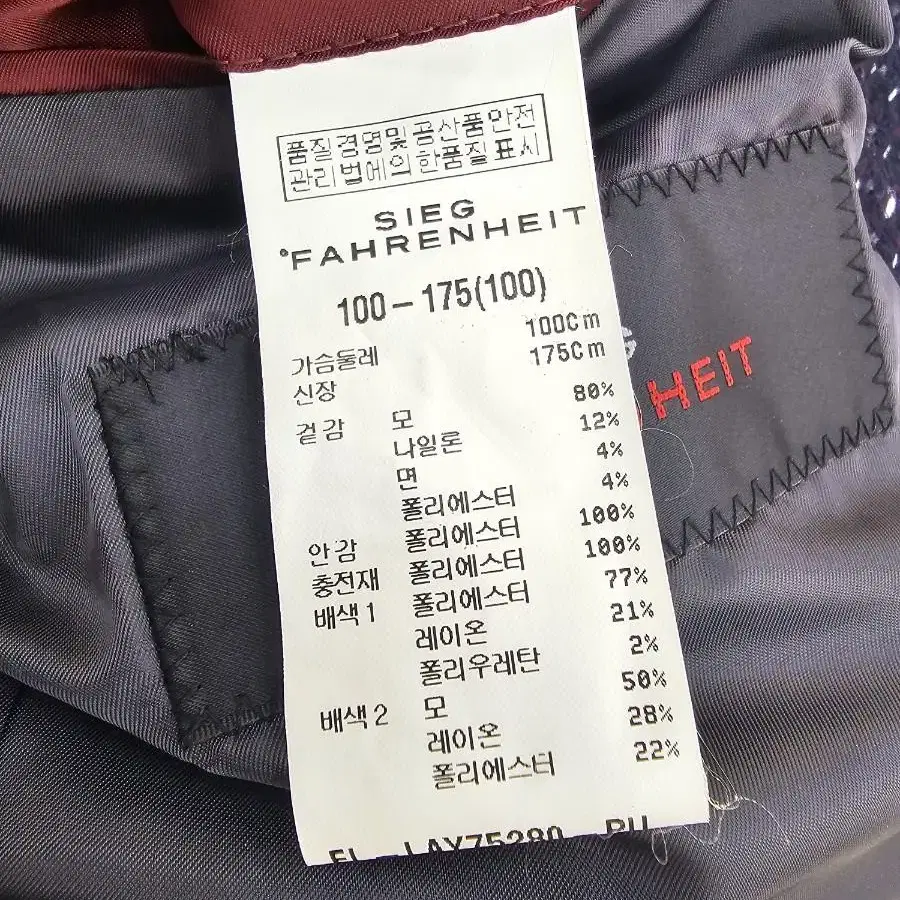 품질경영및공산품안전
관리법에의한품질표시
SIEG
°FAHRENHEIT
100-175(100)
가슴둘레 100Cm
신장 175Cm
겉감 모 80%
나일론 12%
면 4%
폴리에스터 4%
안감 폴리에스터 100%
충전재 폴리에스터 100%
배색1 폴리에스터 77%
레이온 21%
폴리우레탄 2%
배색2 모 50%
레이온 28%
폴리에스터 22%
HEIT